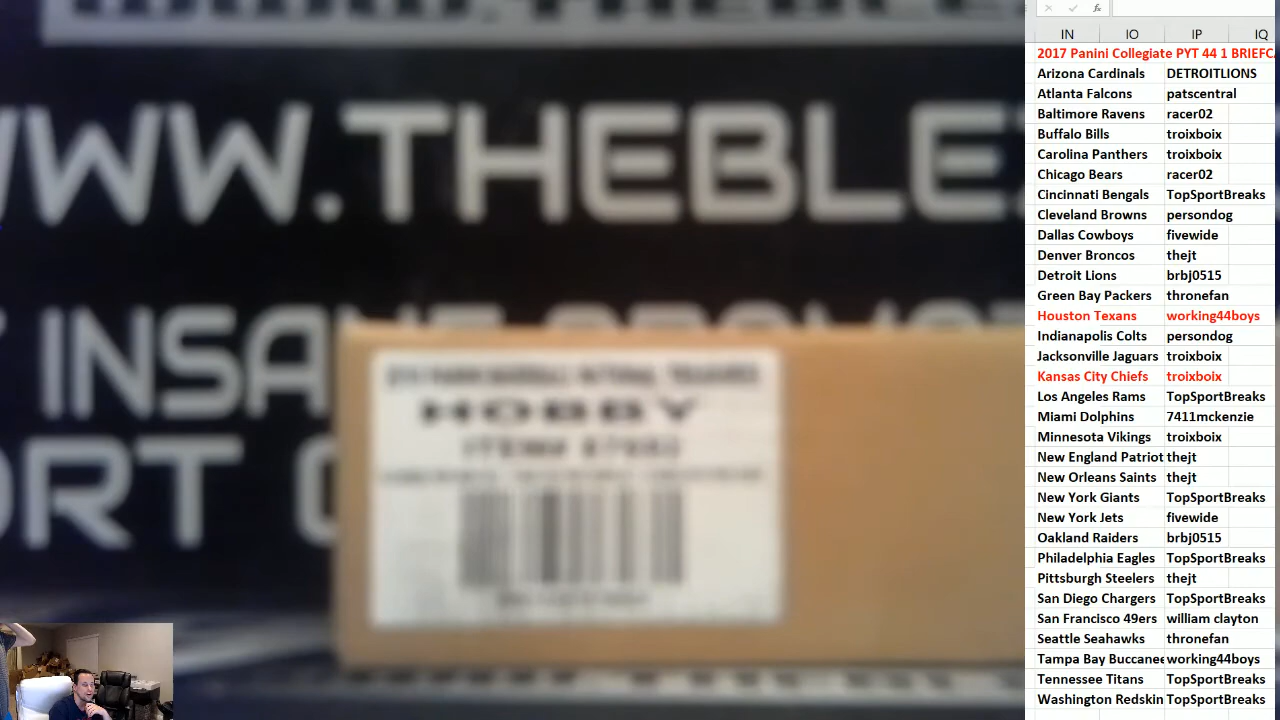 WWW.THEBLEZ
INSANE PRODUCT
ORT C
HOBBY
IN IO IP IQ
2017 Panini Collegiate PYT 44 1 BRIEFC
Arizona Cardinals DETROITLIONS
Atlanta Falcons patscentral
Baltimore Ravens racer02
Buffalo Bills troixboix
Carolina Panthers troixboix
Chicago Bears racer02
Cincinnati Bengals TopSportBreaks
Cleveland Browns persondog
Dallas Cowboys fivewide
Denver Broncos thejt
Detroit Lions brbj0515
Green Bay Packers thronefan
Houston Texans working44boys
Indianapolis Colts persondog
Jacksonville Jaguars troixboix
Kansas City Chiefs troixboix
Los Angeles Rams TopSportBreaks
Miami Dolphins 7411mckenzie
Minnesota Vikings troixboix
New England Patriot thejt
New Orleans Saints thejt
New York Giants TopSportBreaks
New York Jets fivewide
Oakland Raiders brbj0515
Philadelphia Eagles TopSportBreaks
Pittsburgh Steelers thejt
San Diego Chargers TopSportBreaks
San Francisco 49ers william clayton
Seattle Seahawks thronefan
Tampa Bay Buccanee working44boys
Tennessee Titans TopSportBreaks
Washington Redskin TopSportBreaks